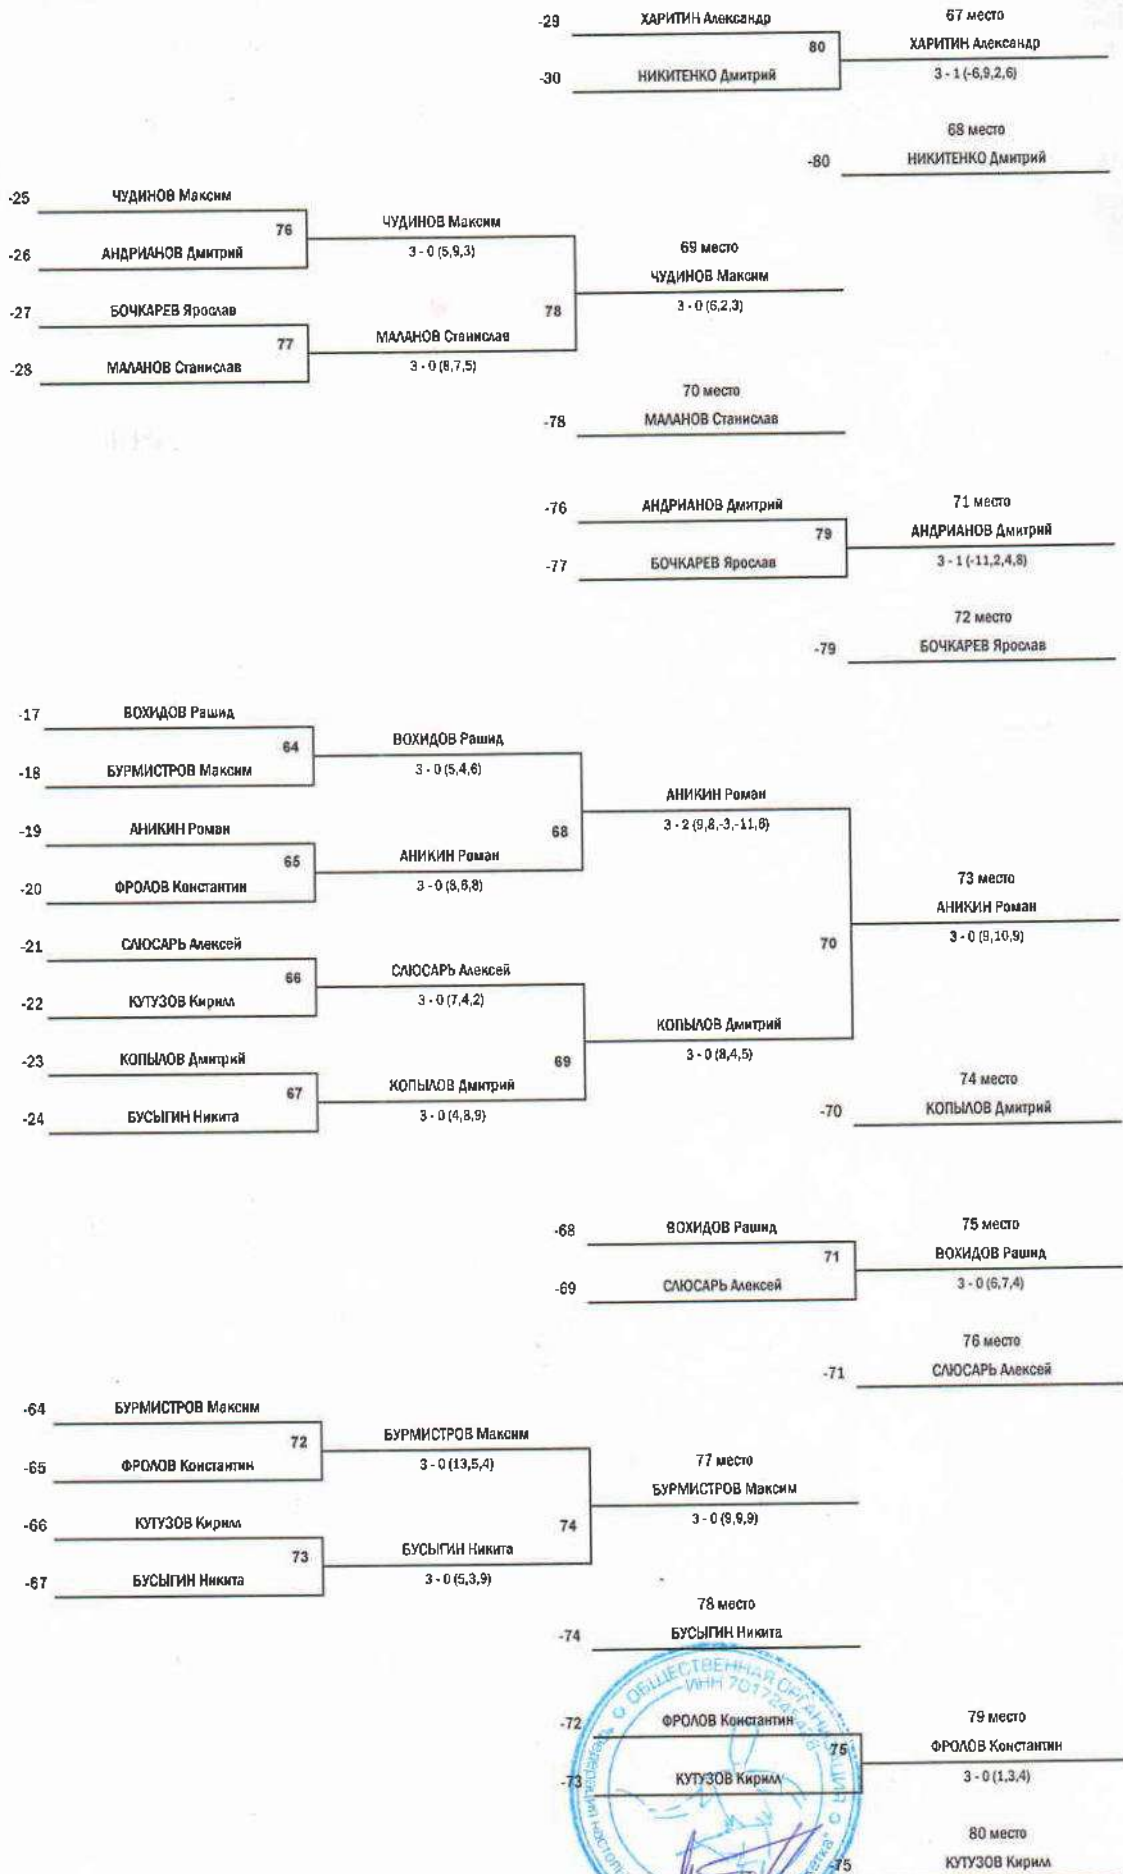 -29 ХАРИТИН Александр 67 место
80 ХАРИТИН Александр
-30 НИКИТЕНКО Дмитрий 3 - 1 (-6,9,2,6)
68 место
-80 НИКИТЕНКО Дмитрий
-25 ЧУДИНОВ Максим
76 ЧУДИНОВ Максим
-26 АНДРИАНОВ Дмитрий 3 - 0 (5,9,3) 69 место
ЧУДИНОВ Максим
-27 БОЧКАРЕВ Ярослав 78 3 - 0 (6,2,3)
77 МАЛАНОВ Станислав
-28 МАЛАНОВ Станислав 3 - 0 (8,7,5)
70 место
-78 МАЛАНОВ Станислав
-76 АНДРИАНОВ Дмитрий 71 место
79 АНДРИАНОВ Дмитрий
-77 БОЧКАРЕВ Ярослав 3 - 1 (-11,2,4,8)
72 место
-79 БОЧКАРЕВ Ярослав
-17 ВОХИДОВ Рашид
64 ВОХИДОВ Рашид
-18 БУРМИСТРОВ Максим 3 - 0 (5,4,6)
АНИКИН Роман
-19 АНИКИН Роман 68 3 - 2 (9,8,-3,-11,6)
65 АНИКИН Роман
-20 ФРОЛОВ Константин 3 - 0 (8,6,8) 73 место
АНИКИН Роман
-21 СЛЮСАРЬ Алексей 70 3 - 0 (9,10,9)
66 СЛЮСАРЬ Алексей
-22 КУТУЗОВ Кирилл 3 - 0 (7,4,2)
КОПЫЛОВ Дмитрий
-23 КОПЫЛОВ Дмитрий 69 3 - 0 (8,4,5)
67 КОПЫЛОВ Дмитрий 74 место
-24 БУСЫГИН Никита 3 - 0 (4,8,9) -70 КОПЫЛОВ Дмитрий
-68 ВОХИДОВ Рашид 75 место
71 ВОХИДОВ Рашид
-69 СЛЮСАРЬ Алексей 3 - 0 (6,7,4)
76 место
-71 СЛЮСАРЬ Алексей
-64 БУРМИСТРОВ Максим
72 БУРМИСТРОВ Максим
-65 ФРОЛОВ Константин 3 - 0 (13,5,4) 77 место
БУРМИСТРОВ Максим
-66 КУТУЗОВ Кирилл 74 3 - 0 (9,9,9)
73 БУСЫГИН Никита
-67 БУСЫГИН Никита 3 - 0 (5,3,9)
78 место
-74 БУСЫГИН Никита
ОБЩЕСТВЕННАЯ ОРГАНИЗАЦИЯ
ИНН
-72 ФРОЛОВ Константин 79 место
75 ФРОЛОВ Константин
-73 КУТУЗОВ Кирилл 3 - 0 (1,3,4)
80 место
-75 КУТУЗОВ Кирилл